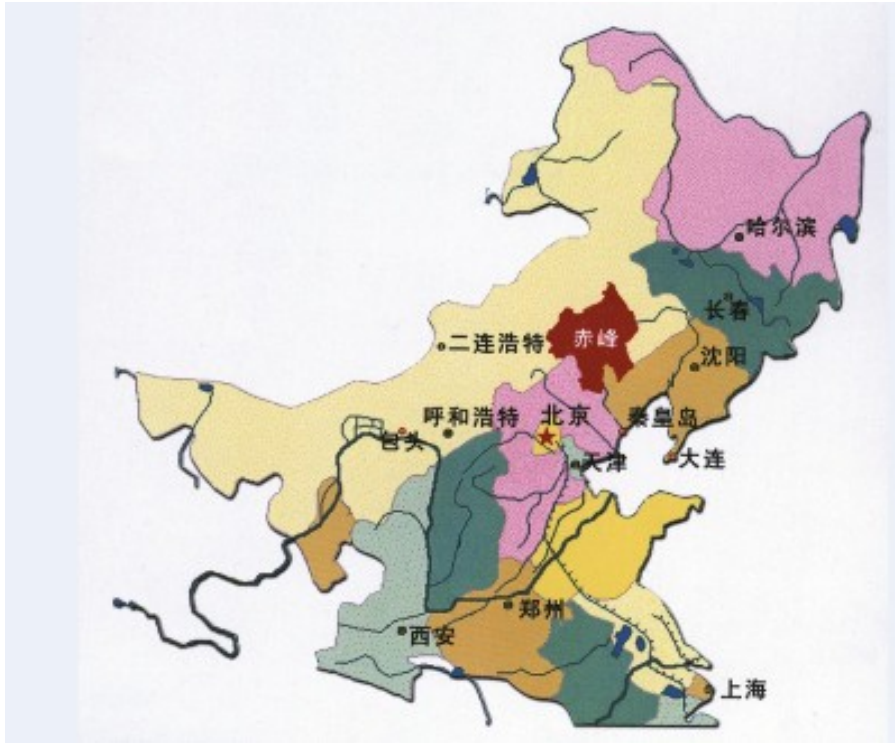 哈尔滨
长春
赤峰
二连浩特
沈阳
呼和浩特
北京
秦皇岛
包头
天津
大连
郑州
西安
上海